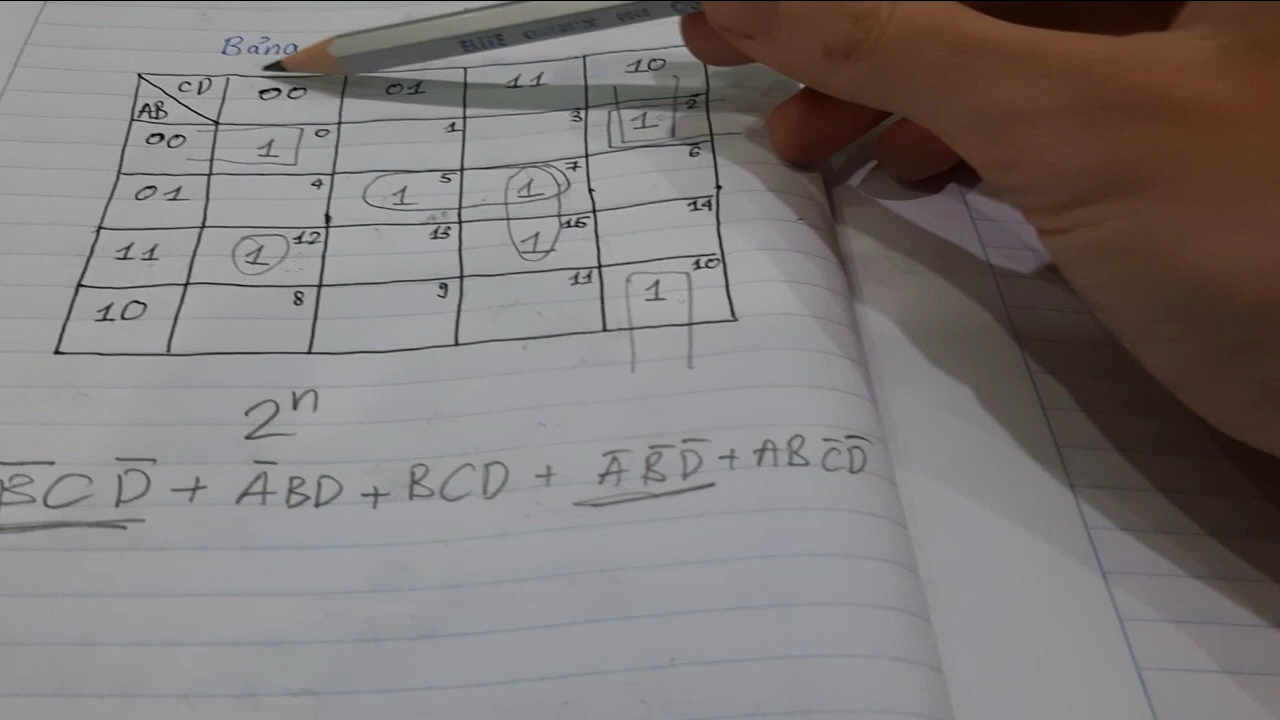 Bảng
CD 00 01 11 10
AB
00 1 0 1 3 1 2
01 4 1 5 1 7 6
11 1 12 13 1 15 14
10 8 9 11 1 10
2ⁿ
B̅CD̅ + A̅BD + BCD + A̅B̅D̅ + ABC̅D̅